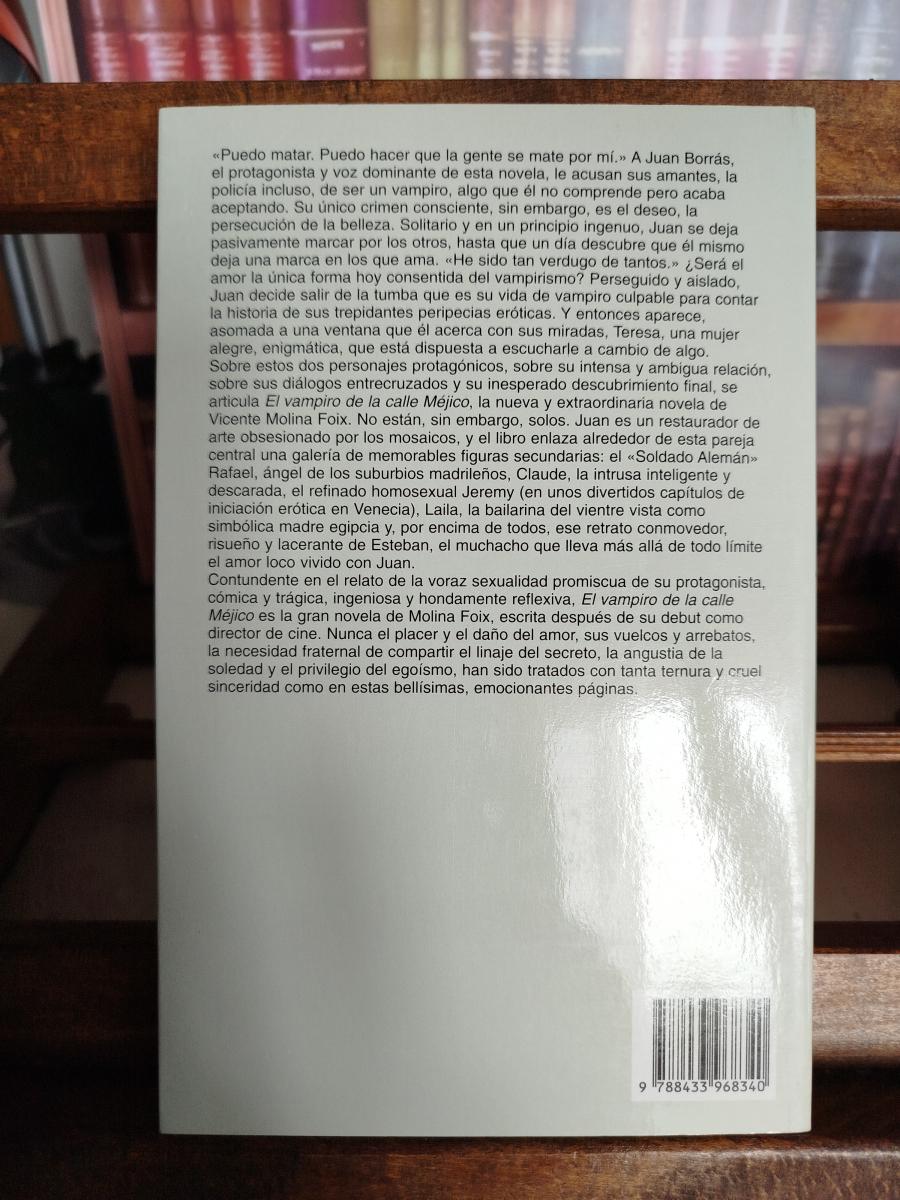 «Puedo matar. Puedo hacer que la gente se mate por mí.» A Juan Borrás,
el protagonista y voz dominante de esta novela, le acusan sus amantes, la
policía incluso, de ser un vampiro, algo que él no comprende pero acaba
aceptando. Su único crimen consciente, sin embargo, es el deseo, la
persecución de la belleza. Solitario y en un principio ingenuo, Juan se deja
pasivamente marcar por los otros, hasta que un día descubre que él mismo
deja una marca en los que ama. «He sido tan verdugo de tantos.» ¿Será el
amor la única forma hoy consentida del vampirismo? Perseguido y aislado,
Juan decide salir de la tumba que es su vida de vampiro culpable para contar
la historia de sus trepidantes peripecias eróticas. Y entonces aparece,
asomada a una ventana que él acerca con sus miradas, Teresa, una mujer
alegre, enigmática, que está dispuesta a escucharle a cambio de algo.
Sobre estos dos personajes protagónicos, sobre su intensa y ambigua relación,
sobre sus diálogos entrecruzados y su inesperado descubrimiento final, se
articula El vampiro de la calle Méjico, la nueva y extraordinaria novela de
Vicente Molina Foix. No están, sin embargo, solos. Juan es un restaurador de
arte obsesionado por los mosaicos, y el libro enlaza alrededor de esta pareja
central una galería de memorables figuras secundarias: el «Soldado Alemán»
Rafael, ángel de los suburbios madrileños, Claude, la intrusa inteligente y
descarada, el refinado homosexual Jeremy (en unos divertidos capítulos de
iniciación erótica en Venecia), Laila, la bailarina del vientre vista como
simbólica madre egipcia y, por encima de todos, ese retrato conmovedor,
risueño y lacerante de Esteban, el muchacho que lleva más allá de todo límite
el amor loco vivido con Juan.
Contundente en el relato de la voraz sexualidad promiscua de su protagonista,
cómica y trágica, ingeniosa y hondamente reflexiva, El vampiro de la calle
Méjico es la gran novela de Molina Foix, escrita después de su debut como
director de cine. Nunca el placer y el daño del amor, sus vuelcos y arrebatos,
la necesidad fraternal de compartir el linaje del secreto, la angustia de la
soledad y el privilegio del egoísmo, han sido tratados con tanta ternura y cruel
sinceridad como en estas bellísimas, emocionantes páginas.
9 788433 968340